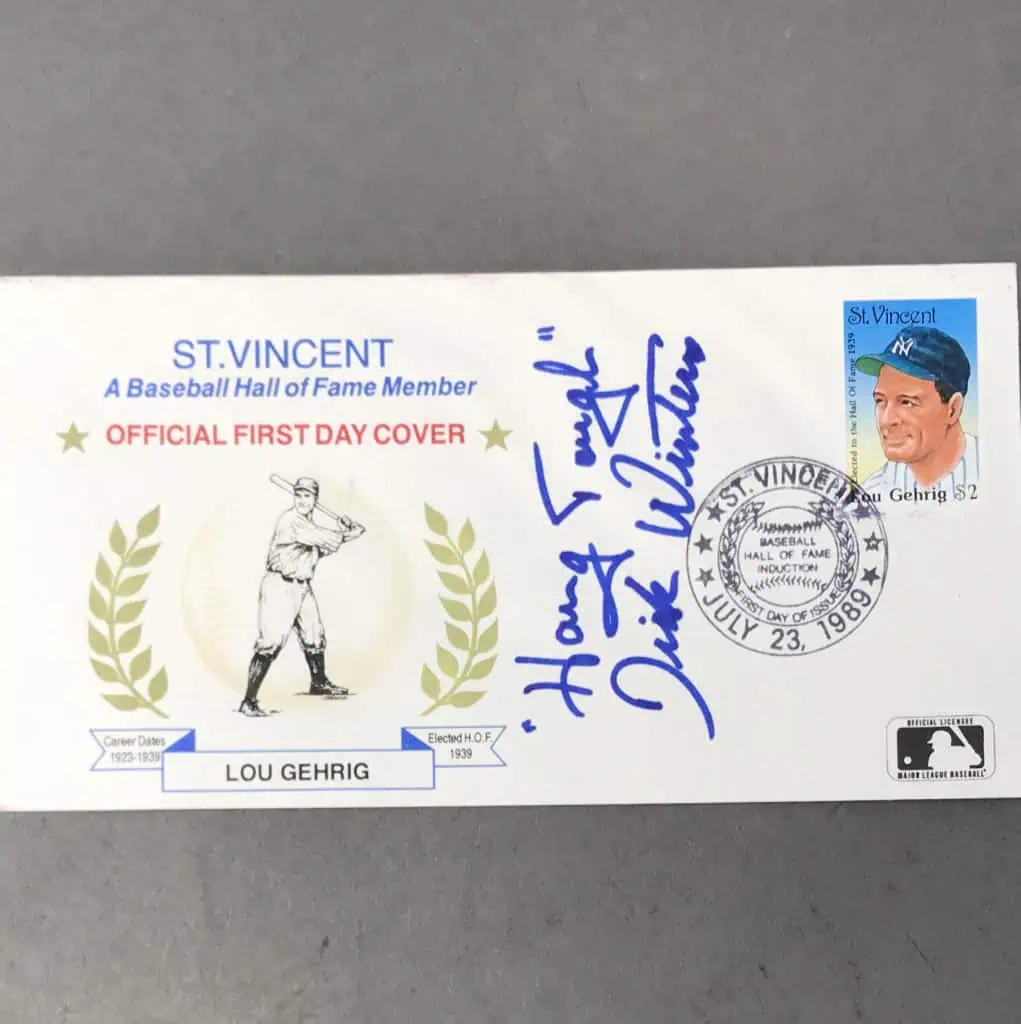 ST.VINCENT
A Baseball Hall of Fame Member
OFFICIAL FIRST DAY COVER
Career Dates
1923-1939
Elected H.O.F.
1939
LOU GEHRIG
"Hang Tough"
Dick Winters
St. Vincent
Elected to the Hall Of Fame 1939
NY
Lou Gehrig $2
ST. VINCENT
BASEBALL
HALL OF FAME
INDUCTION
FIRST DAY OF ISSUE
JULY 23, 1989
OFFICIAL LICENSEE
MAJOR LEAGUE BASEBALL